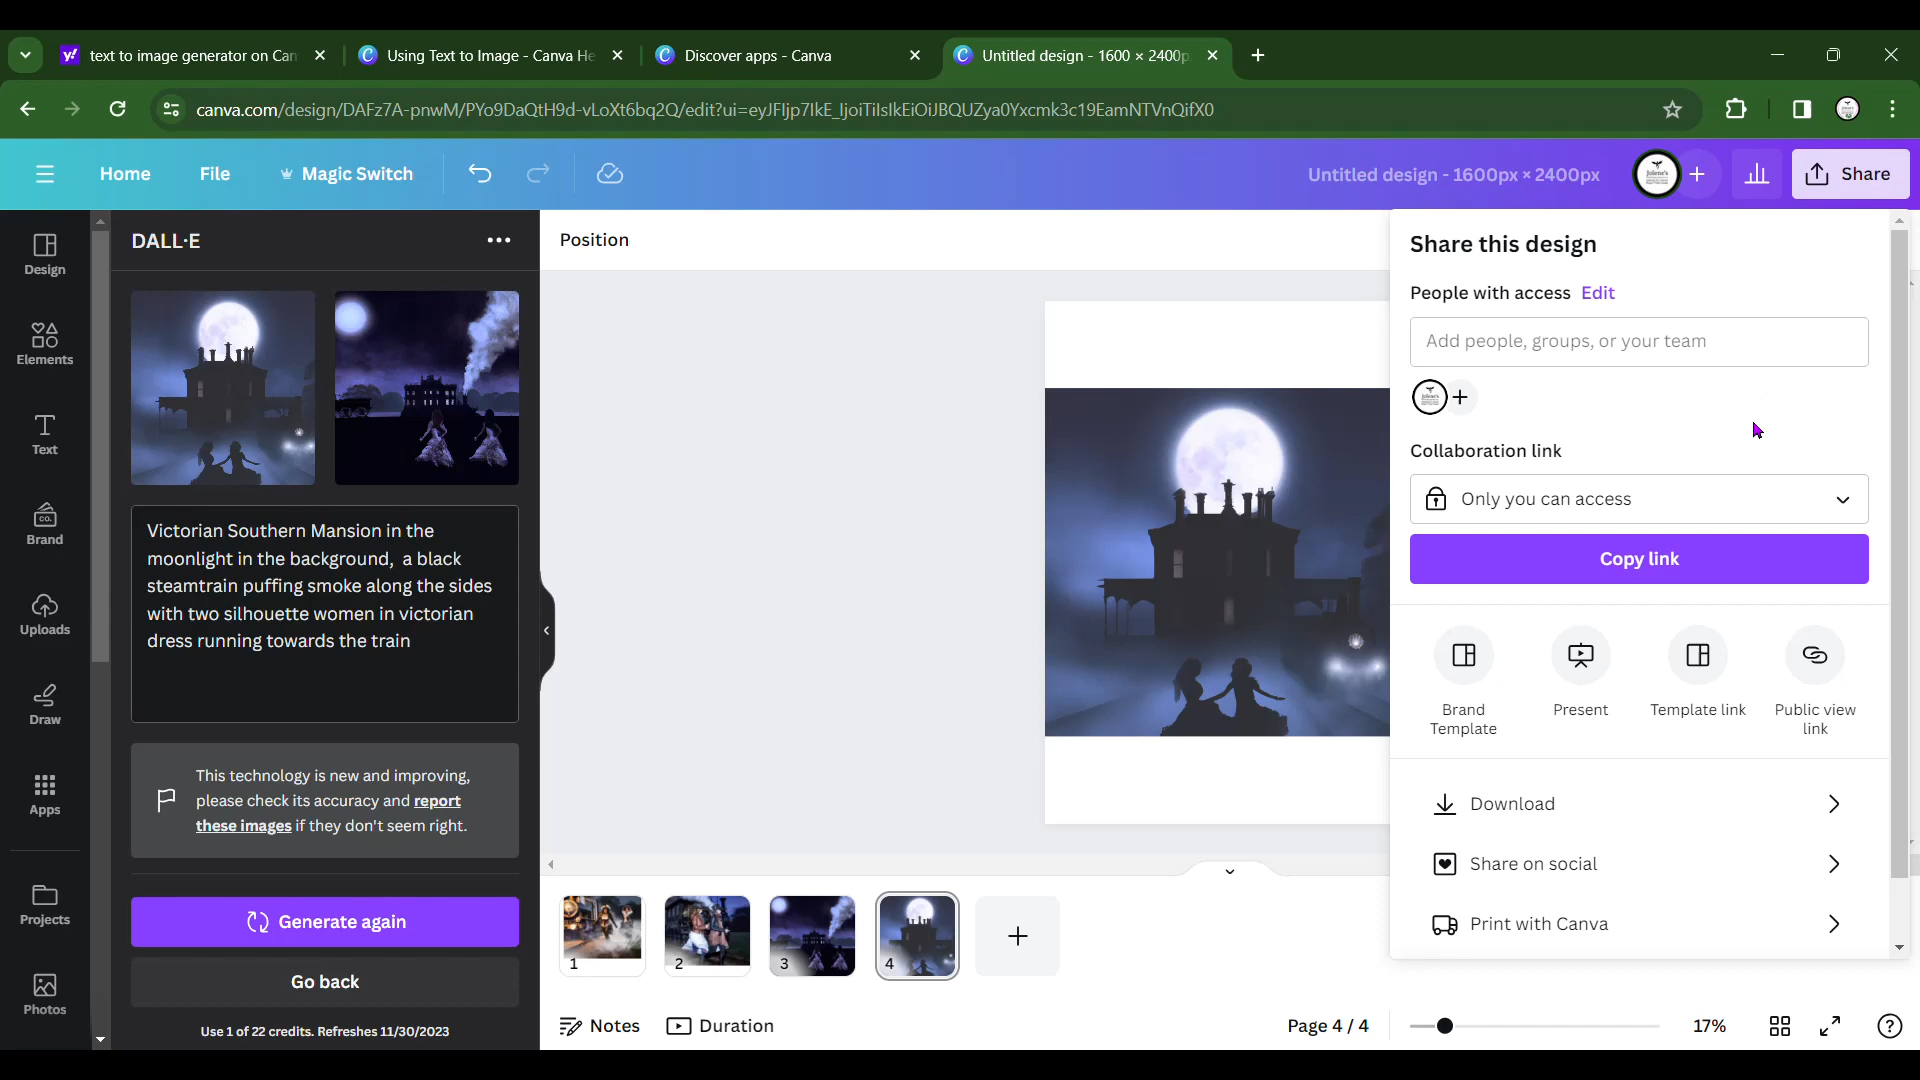 text to image generator on Can
Using Text to Image - Canva He
Discover apps - Canva
Untitled design - 1600 × 2400p
canva.com/design/DAFz7A-pnwM/PYo9DaQtH9d-vLoXt6bq2Q/edit?ui=eyJFIjp7IkE_IjoiTiIsIkEiOiJBQUZya0Yxcmk3c19EamNTVnQifX0
Home
File
Magic Switch
Untitled design - 1600px × 2400px
Share
Design
Elements
Text
Brand
Uploads
Draw
Apps
Projects
Photos
DALL·E
Victorian Southern Mansion in the
moonlight in the background, a black
steamtrain puffing smoke along the sides
with two silhouette women in victorian
dress running towards the train
This technology is new and improving,
please check its accuracy and report
these images if they don't seem right.
Generate again
Go back
Use 1 of 22 credits. Refreshes 11/30/2023
Position
1
2
3
4
Notes
Duration
Page 4 / 4
17%
Share this design
People with access Edit
Add people, groups, or your team
Collaboration link
Only you can access
Copy link
Brand
Template
Present
Template link
Public view
link
Download
Share on social
Print with Canva